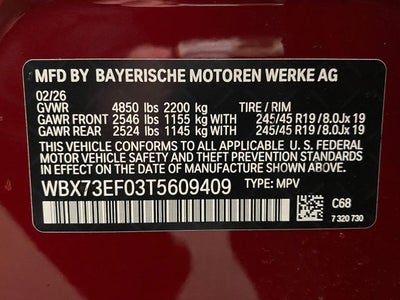 MFD BY BAYERISCHE MOTOREN WERKE AG
02/26
GVWR 4850 lbs 2200 kg TIRE / RIM
GAWR FRONT 2546 lbs 1155 kg WITH 245/45 R19 / 8.0Jx 19
GAWR REAR 2524 lbs 1145 kg WITH 245/45 R19 / 8.0Jx 19
THIS VEHICLE CONFORMS TO ALL APPLICABLE U. S. FEDERAL
MOTOR VEHICLE SAFETY, BUMPER, AND THEFT PREVENTION
STANDARDS IN EFFECT ON THE
DATE OF MANUFACTURE SHOWN ABOVE.
WBX73EF03T5609409 TYPE: MPV
C68
7 320 730